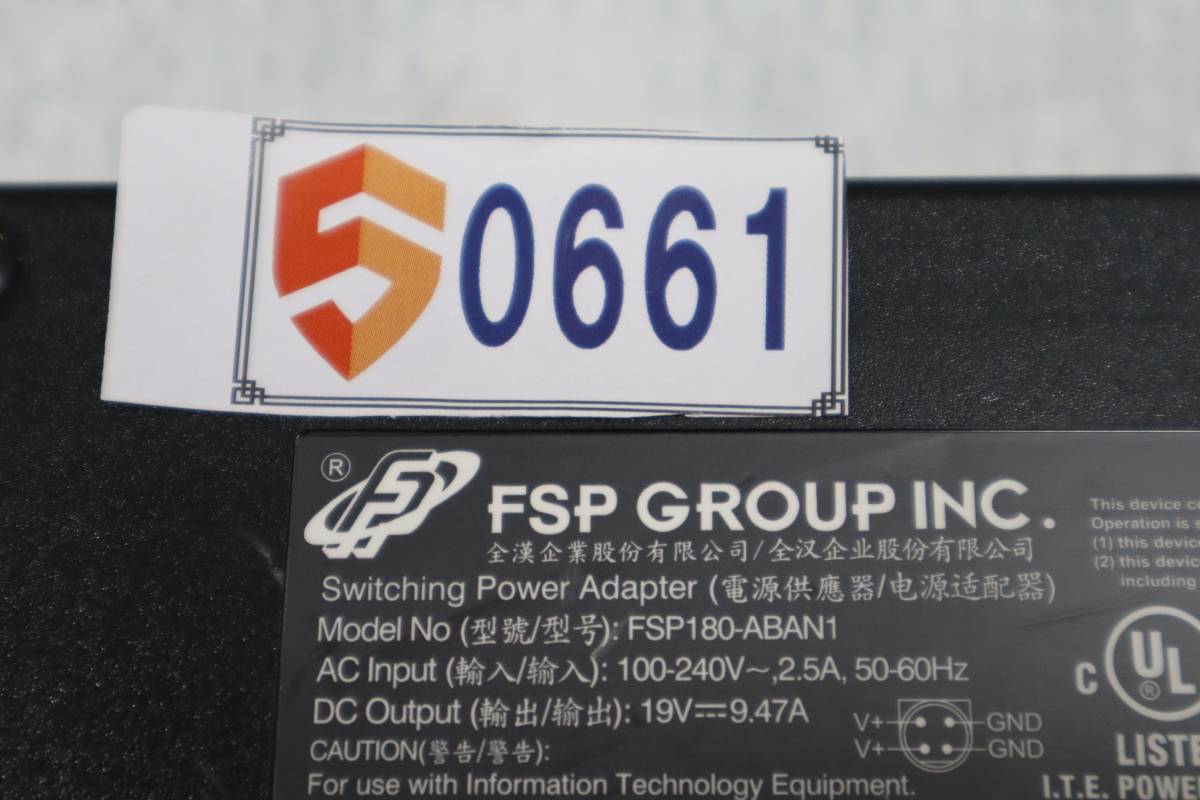 0661
® FSP GROUP INC.
全漢企業股份有限公司/全汉企业股份有限公司
Switching Power Adapter (電源供應器/电源适配器)
Model No (型號/型号): FSP180-ABAN1
AC Input (輸入/输入): 100-240V~,2.5A, 50-60Hz
DC Output (輸出/输出): 19V⎓9.47A
V+ GND
V+ GND
CAUTION(警告/警告):
For use with Information Technology Equipment.
This device
Operation is
(1) this device
(2) this device
including
C UL ®
I.T.E. POWER